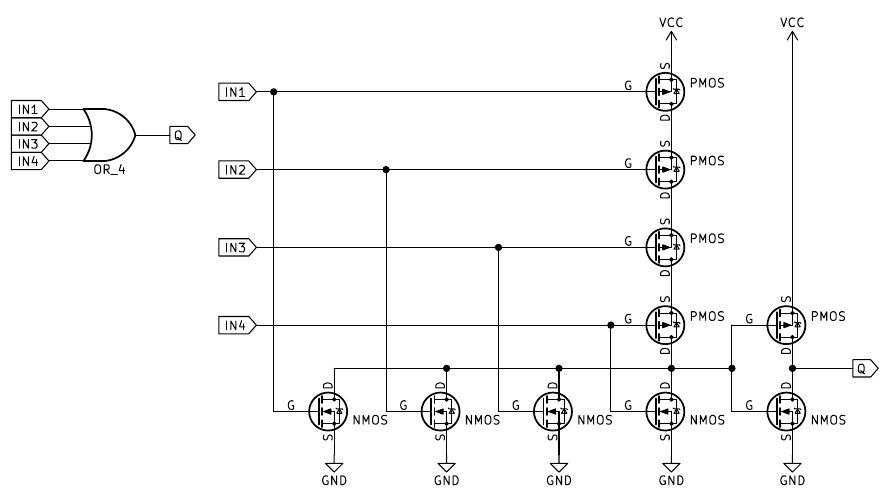 VCC VCC
S
IN1 G PMOS
D
IN1
IN2
IN3
IN4
Q
OR_4
S
IN2 G PMOS
D
S
IN3 G PMOS
D
S S
IN4 G PMOS G PMOS
D D
Q
D D D D D
G NMOS G NMOS G NMOS G NMOS G NMOS
S S S S S
GND GND GND GND GND